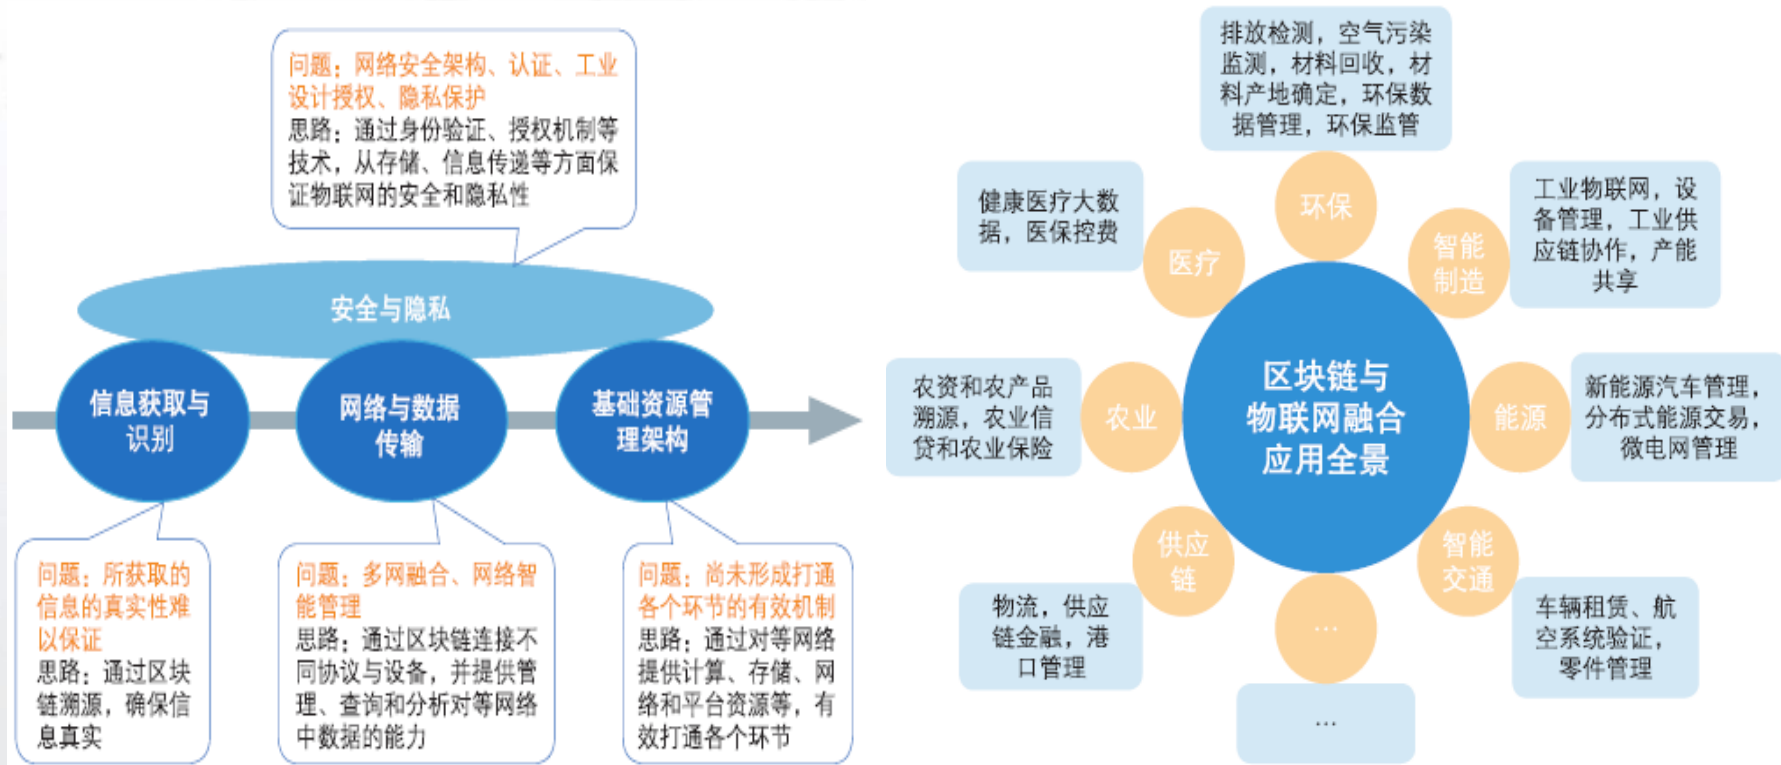 问题：网络安全架构、认证、工业
设计授权、隐私保护
思路：通过身份验证、授权机制等
技术，从存储、信息传递等方面保
证物联网的安全和隐私性
安全与隐私
信息获取与
识别
网络与数据
传输
基础资源管
理架构
问题：所获取的
信息的真实性难
以保证
思路：通过区块
链溯源，确保信
息真实
问题：多网融合、网络智
能管理
思路：通过区块链连接不
同协议与设备，并提供管
理、查询和分析对等网络
中数据的能力
问题：尚未形成打通
各个环节的有效机制
思路：通过对等网络
提供计算、存储、网
络和平台资源等，有
效打通各个环节
排放检测，空气污染
监测，材料回收，材
料产地确定，环保数
据管理，环保监管
环保
健康医疗大数
据，医保控费
医疗
智能
制造
工业物联网，设
备管理，工业供
应链协作，产能
共享
农资和农产品
溯源，农业信
贷和农业保险
农业
区块链与
物联网融合
应用全景
能源
新能源汽车管理，
分布式能源交易，
微电网管理
供应
链
物流，供应
链金融，港
口管理
智能
交通
车辆租赁、航
空系统验证，
零件管理
…
…